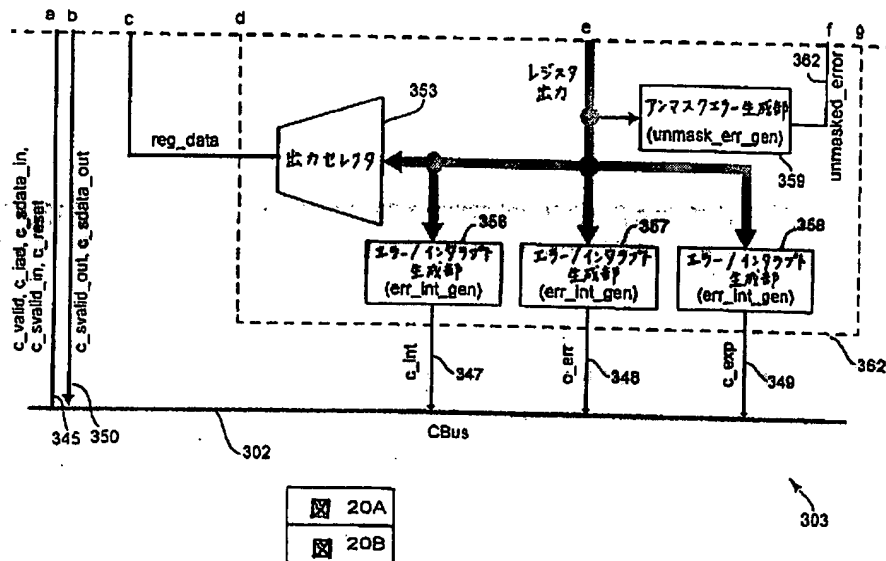 a b c d e f g
362
レジスタ
出力
353
アンマスクエラー生成部
(unmask_err_gen)
359
unmasked_error
reg_data
出力セレクタ
c_valid, c_iad, c_sdata_in,
c_svalid_in, c_reset
c_svalid_out, c_sdata_out
356
エラー/インタラプト
生成部
(err_int_gen)
357
エラー/インタラプト
生成部
(err_int_gen)
358
エラー/インタラプト
生成部
(err_int_gen)
362
c_int
347
c_err
348
c_exp
349
345
350
302
CBus
303
図 20A
図 20B